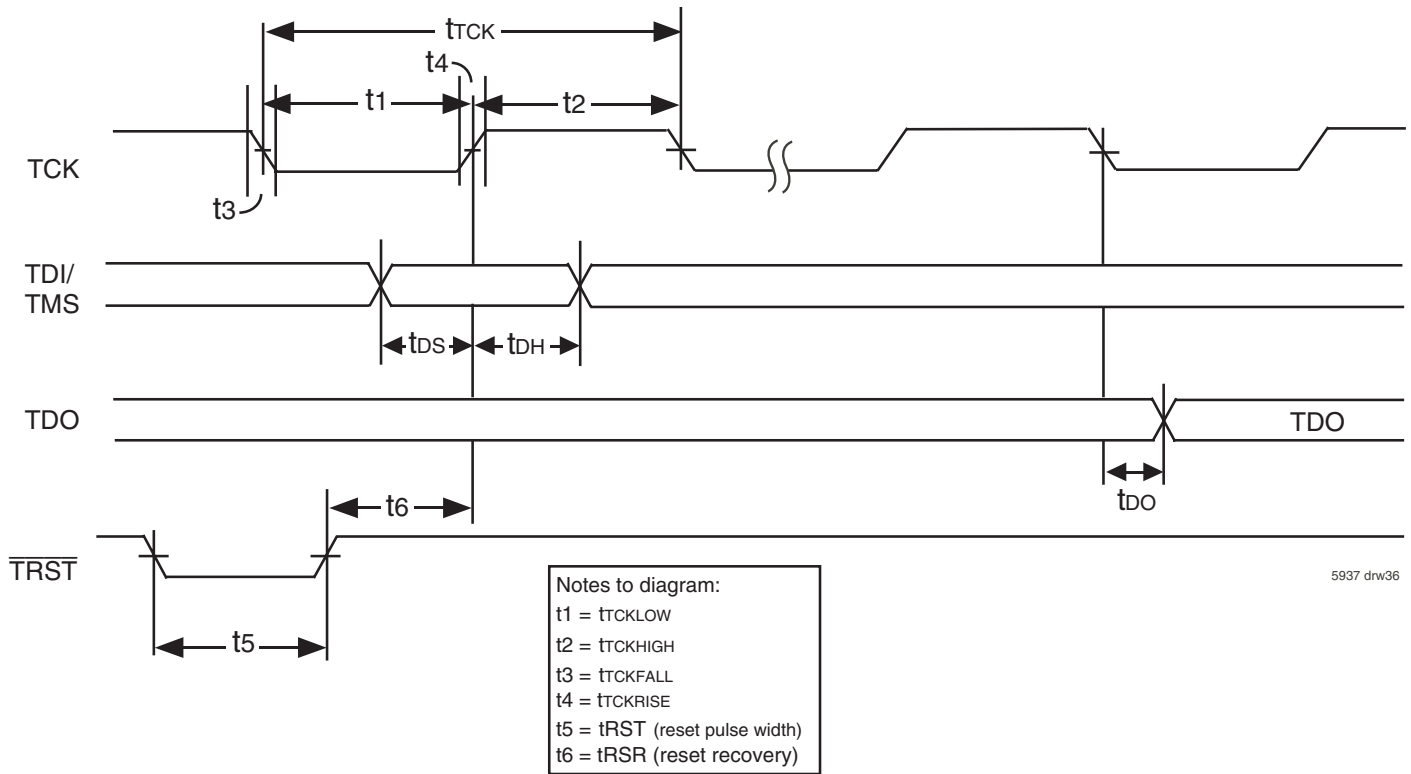 tTCK
t4
t1
t2
TCK
t3
TDI/
TMS
tDS
tDH
TDO
TDO
tDO
t6
TRST
t5
5937 drw36
Notes to diagram:
t1 = tTCKLOW
t2 = tTCKHIGH
t3 = tTCKFALL
t4 = tTCKRISE
t5 = tRST (reset pulse width)
t6 = tRSR (reset recovery)